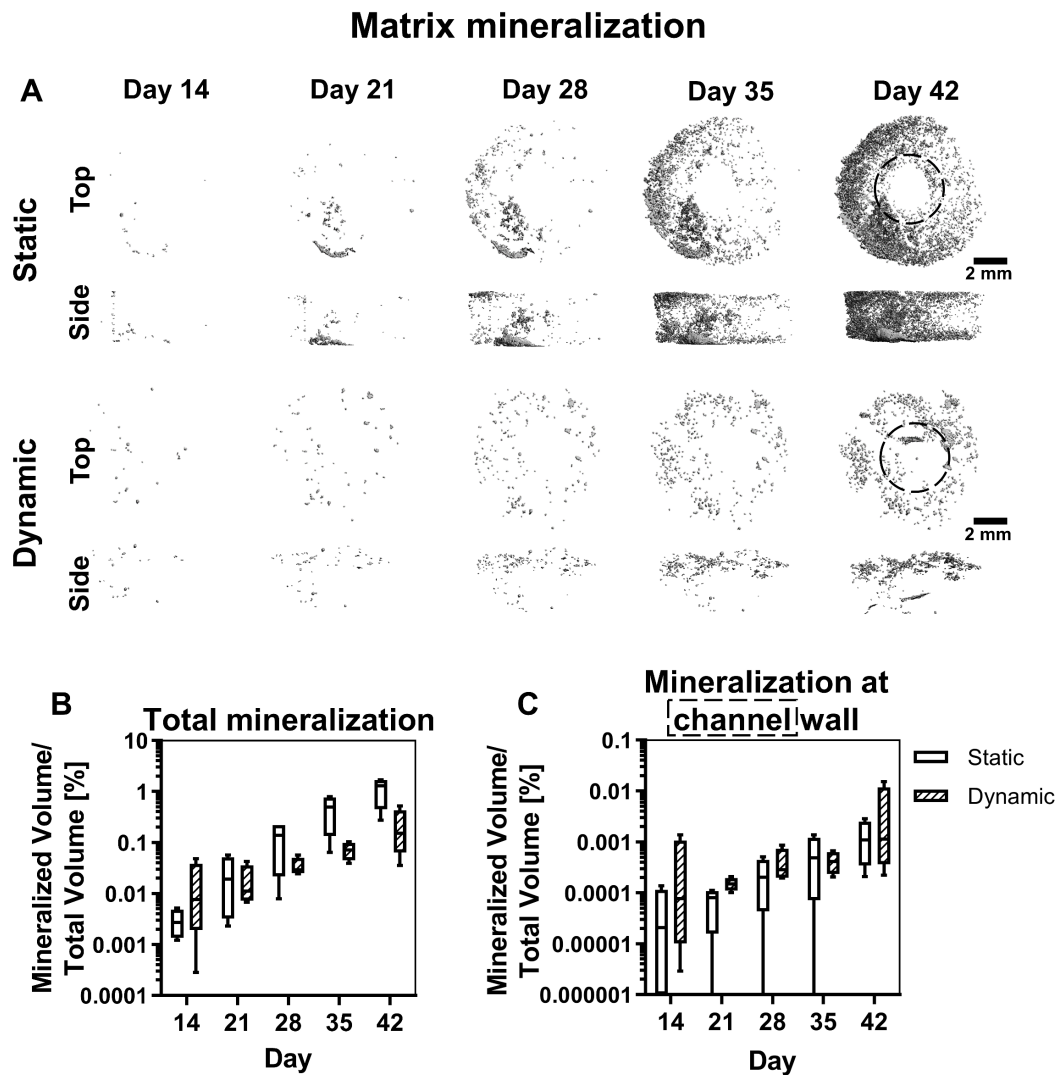 Matrix mineralization
A
Day 14 Day 21 Day 28 Day 35 Day 42
Static
Top
2 mm
Side
Dynamic
Top
2 mm
Side
B
Total mineralization
Mineralized Volume/
Total Volume [%]
10
1
0.1
0.01
0.001
0.0001
14 21 28 35 42
Day
C
Mineralization at
channel wall
Mineralized Volume/
Total Volume [%]
0.1
0.01
0.001
0.0001
0.00001
0.000001
14 21 28 35 42
Day
Static
Dynamic